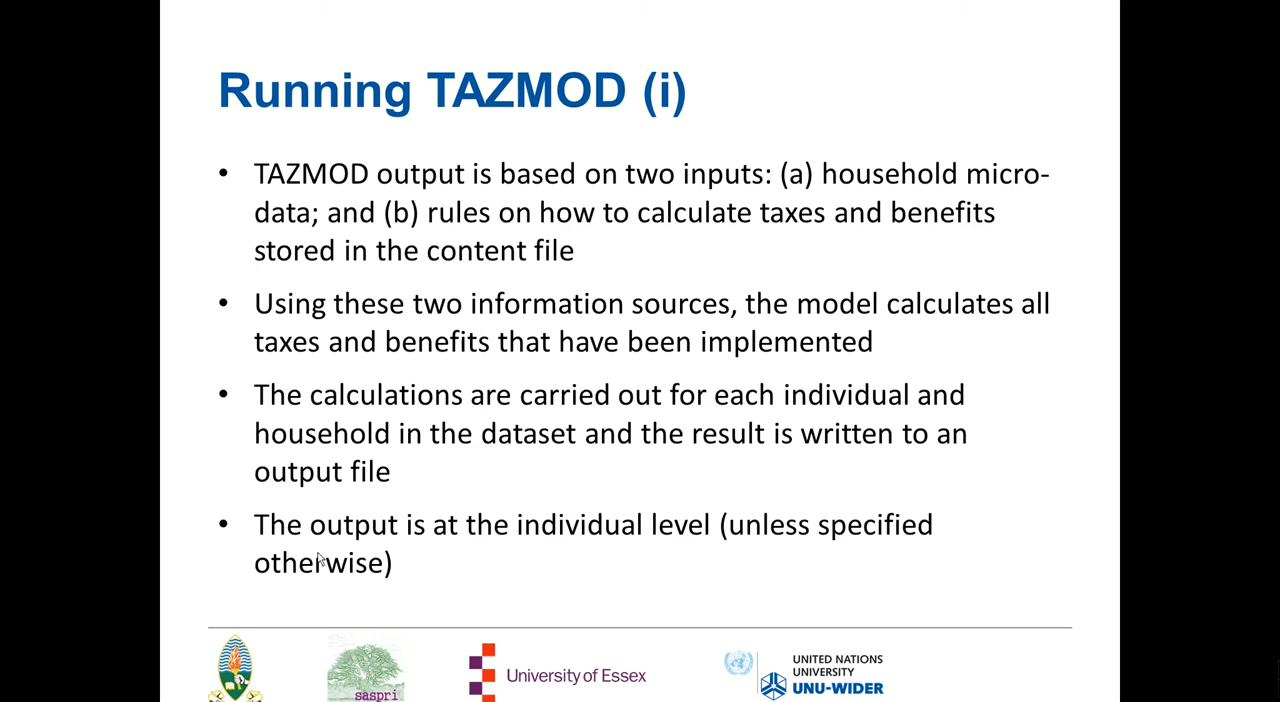 Running TAZMOD (i)
• TAZMOD output is based on two inputs: (a) household micro-
data; and (b) rules on how to calculate taxes and benefits
stored in the content file
• Using these two information sources, the model calculates all
taxes and benefits that have been implemented
• The calculations are carried out for each individual and
household in the dataset and the result is written to an
output file
• The output is at the individual level (unless specified
otherwise)
saspri
University of Essex
UNITED NATIONS
UNIVERSITY
UNU-WIDER